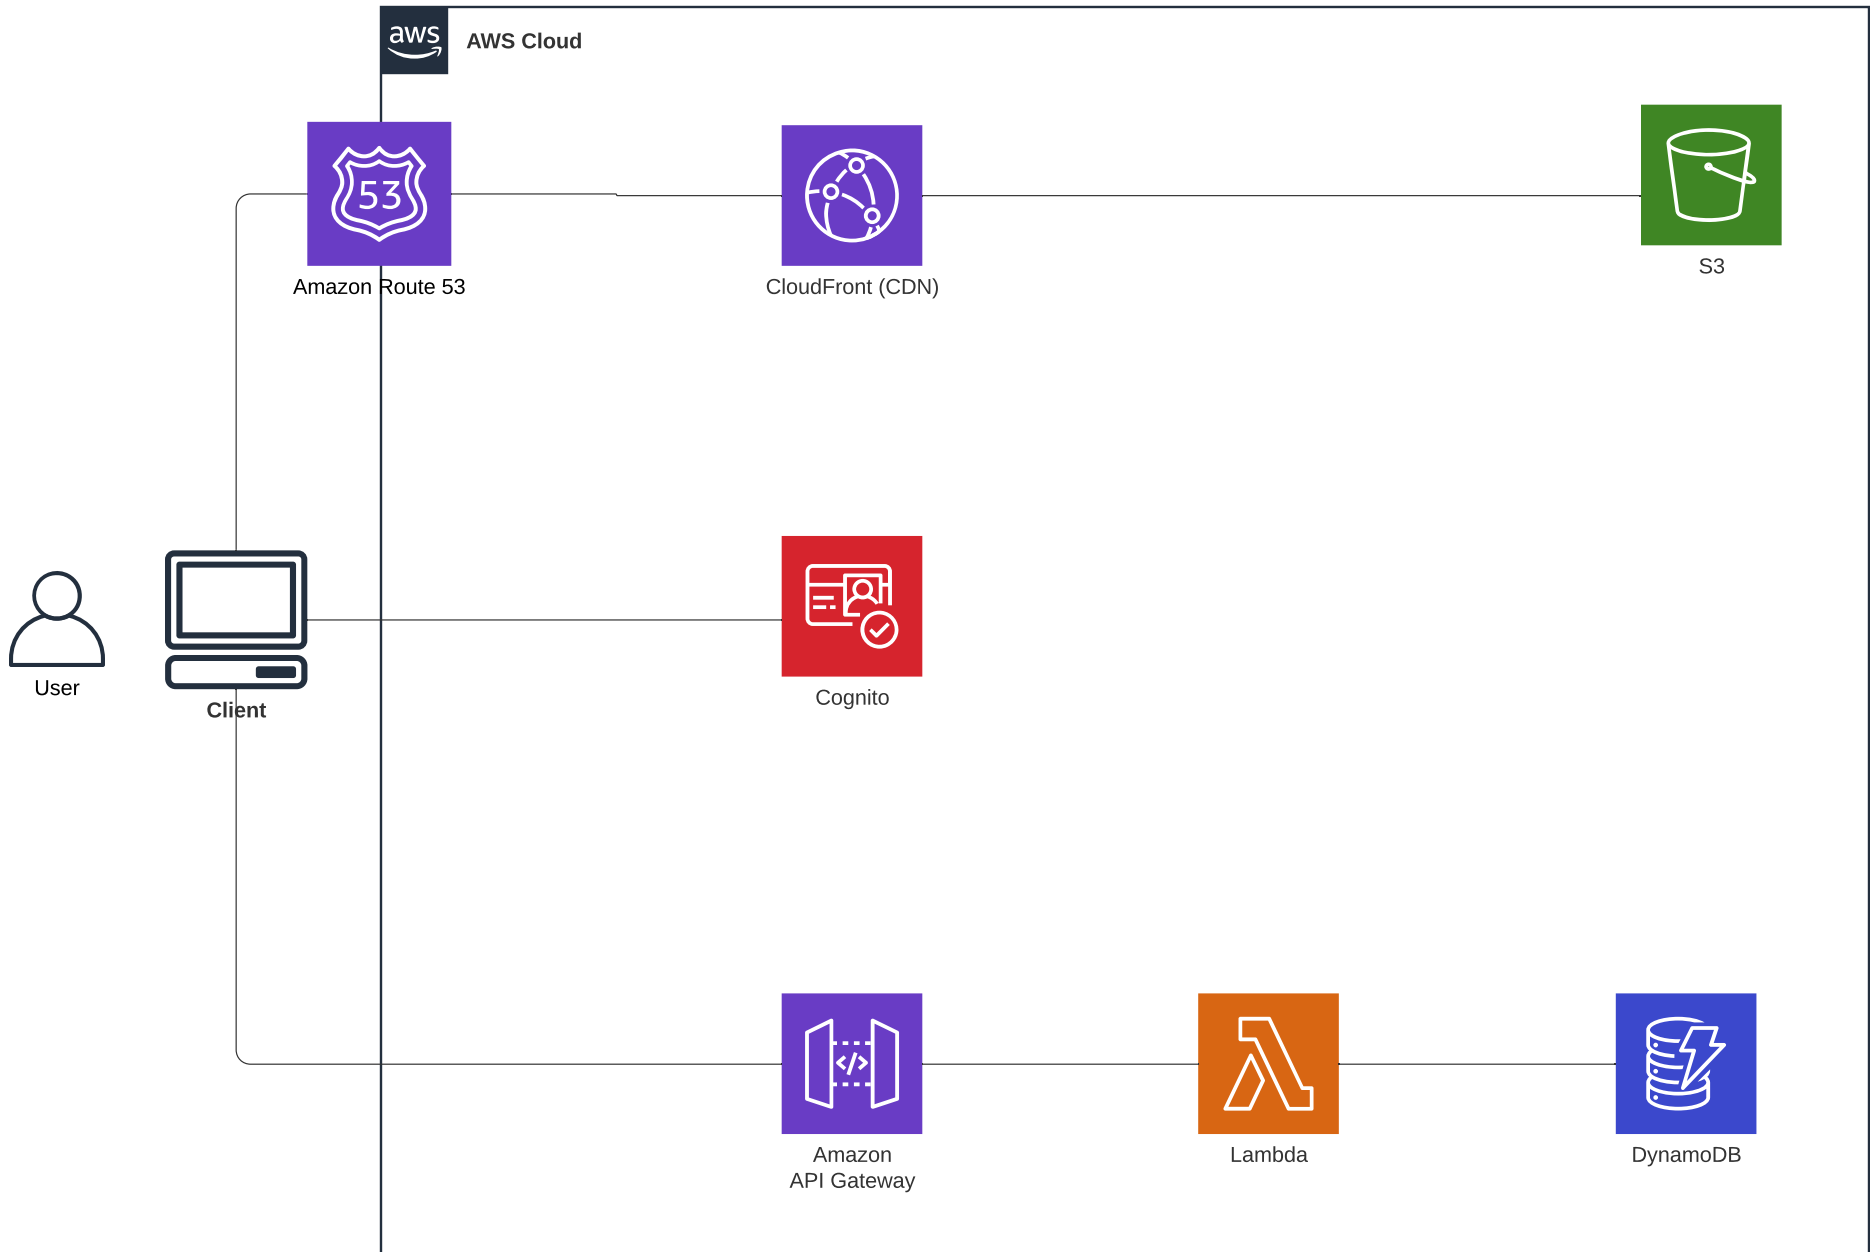 aws
AWS Cloud
53
Amazon Route 53
CloudFront (CDN)
S3
User
Client
Cognito
</>
Amazon
API Gateway
Lambda
DynamoDB